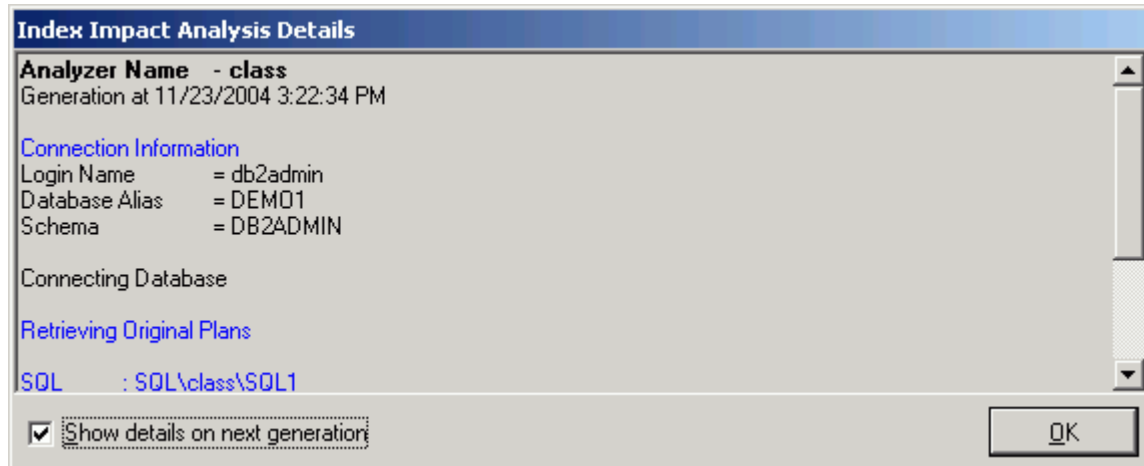 Index Impact Analysis Details
Analyzer Name - class
Generation at 11/23/2004 3:22:34 PM
Connection Information
Login Name = db2admin
Database Alias = DEMO1
Schema = DB2ADMIN
Connecting Database
Retrieving Original Plans
SQL : SQL\class\SQL1
Show details on next generation
OK